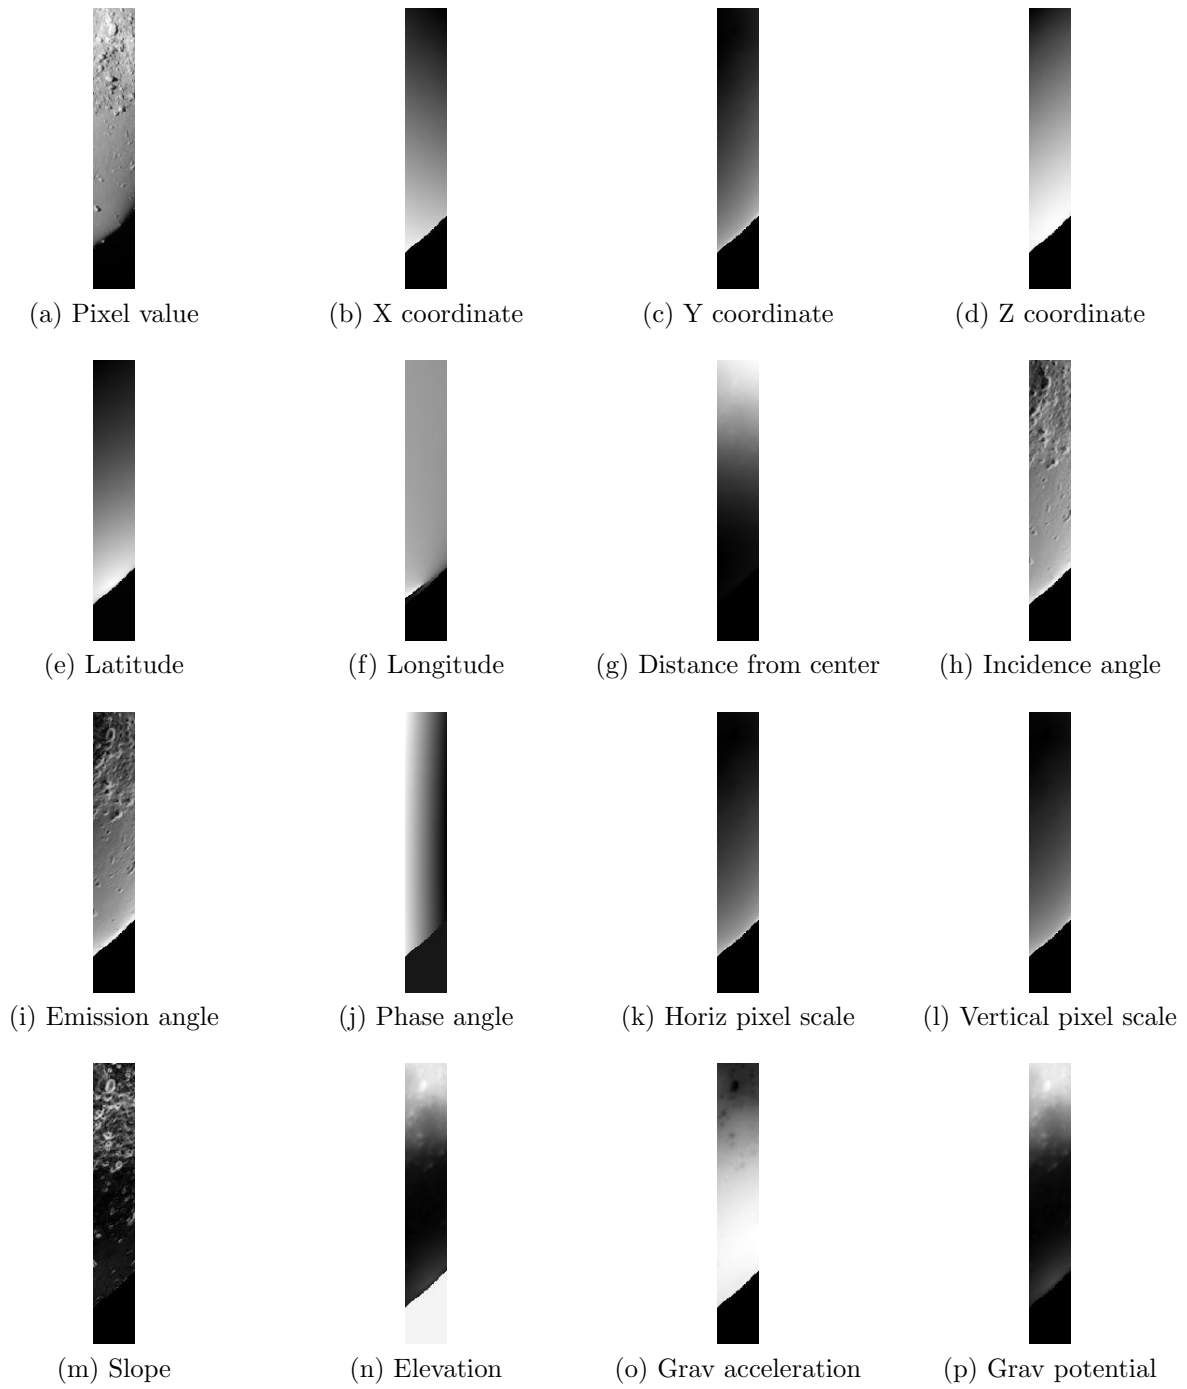 (a) Pixel value
(b) X coordinate
(c) Y coordinate
(d) Z coordinate
(e) Latitude
(f) Longitude
(g) Distance from center
(h) Incidence angle
(i) Emission angle
(j) Phase angle
(k) Horiz pixel scale
(l) Vertical pixel scale
(m) Slope
(n) Elevation
(o) Grav acceleration
(p) Grav potential